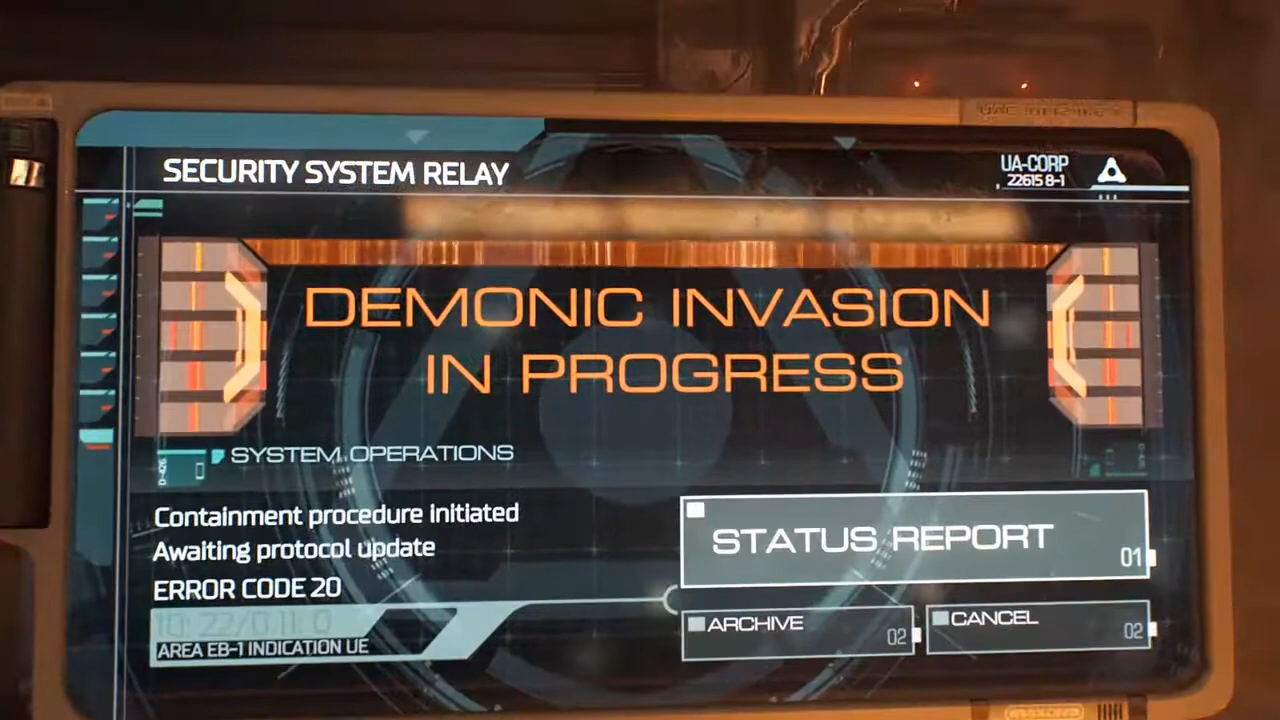 SECURITY SYSTEM RELAY
UA-CORP
22615 8-1
DEMONIC INVASION
IN PROGRESS
SYSTEM OPERATIONS
Containment procedure initiated
Awaiting protocol update
ERROR CODE 20
AREA EB-1 INDICATION UE
STATUS REPORT
01
ARCHIVE
02
CANCEL
02